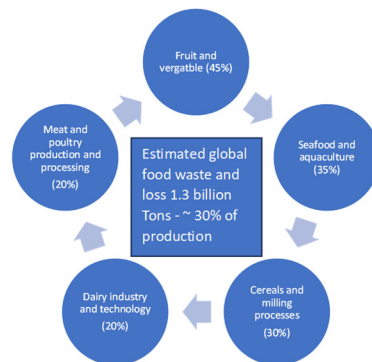 Fruit and
vergatble (45%)
Seafood and
aquaculture
(35%)
Cereals and
milling
processes
(30%)
Dairy industry
and technology
(20%)
Meat and
poultry
production and
processing
(20%)
Estimated global
food waste and
loss 1.3 billion
Tons - ~ 30% of
production